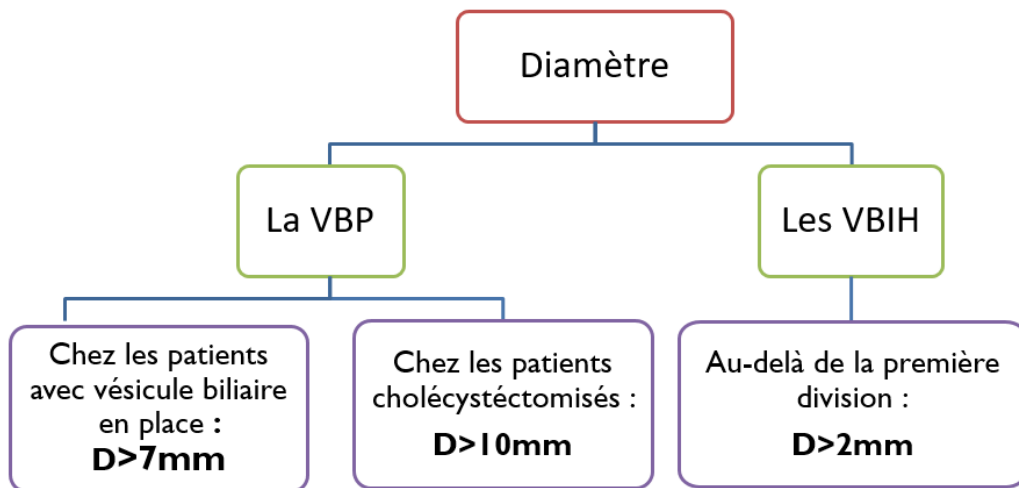 Diamètre
La VBP
Les VBIH
Chez les patients
avec vésicule biliaire
en place :
D>7mm
Chez les patients
cholécystéctomisés :
D>10mm
Au-delà de la première
division :
D>2mm